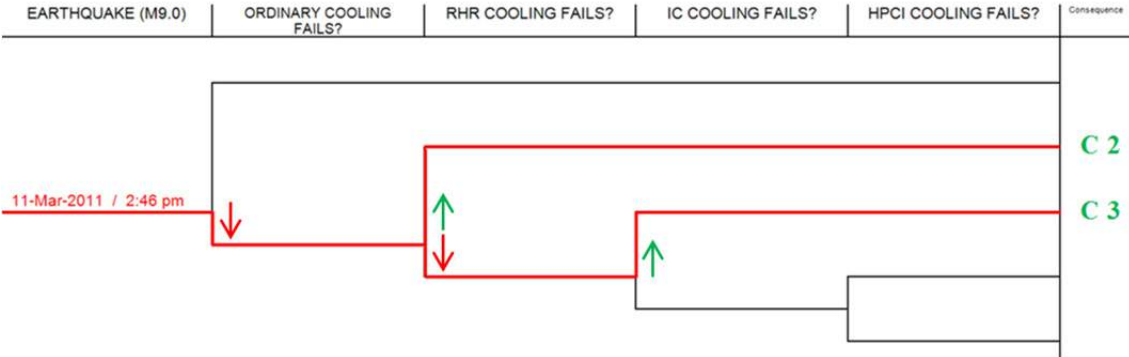 EARTHQUAKE (M9.0)
ORDINARY COOLING
FAILS?
RHR COOLING FAILS?
IC COOLING FAILS?
HPCI COOLING FAILS?
Consequence
C 2
11-Mar-2011 / 2:46 pm
C 3